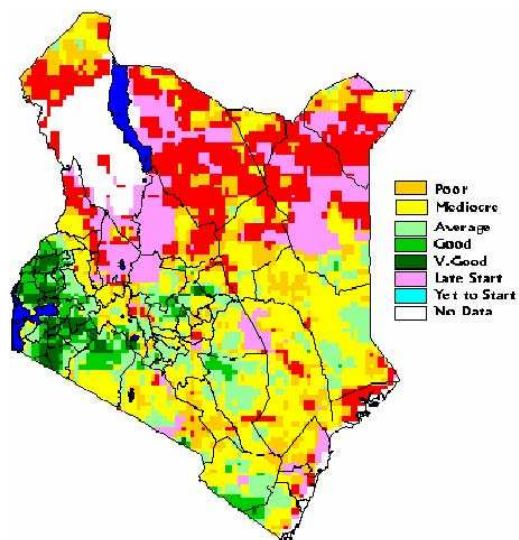 Poor
Mediocre
Average
Good
V.Good
Late Start
Yet to Start
No Data